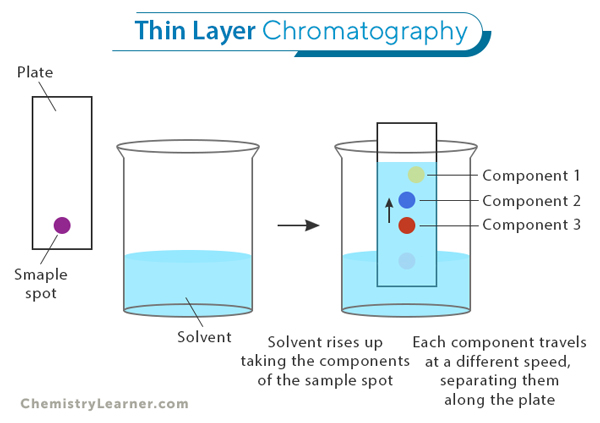 Thin Layer Chromatography
Plate
Smaple
spot
Solvent
Component 1
Component 2
Component 3
Solvent rises up
taking the components
of the sample spot
Each component travels
at a different speed,
separating them
along the plate
ChemistryLearner.com